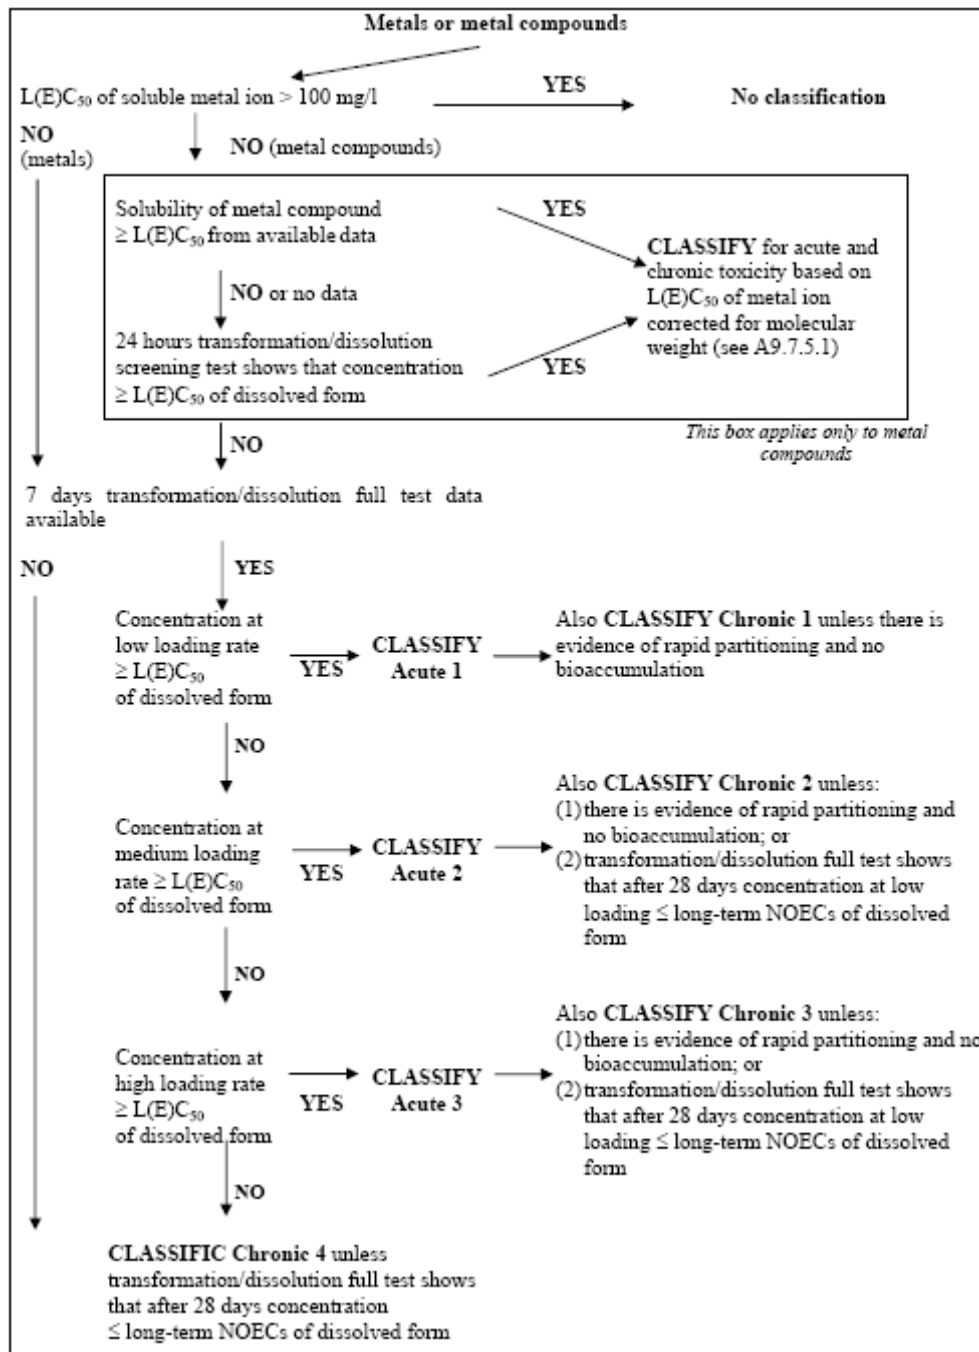 Metals or metal compounds
L(E)C₅₀ of soluble metal ion > 100 mg/l
YES
No classification
NO
(metals)
NO (metal compounds)
Solubility of metal compound
≥ L(E)C₅₀ from available data
YES
CLASSIFY for acute and
chronic toxicity based on
L(E)C₅₀ of metal ion
corrected for molecular
weight (see A9.7.5.1)
NO or no data
24 hours transformation/dissolution
screening test shows that concentration
≥ L(E)C₅₀ of dissolved form
YES
This box applies only to metal
compounds
NO
7 days transformation/dissolution full test data
available
NO
YES
Concentration at
low loading rate
≥ L(E)C₅₀
of dissolved form
YES
CLASSIFY
Acute 1
Also CLASSIFY Chronic 1 unless there is
evidence of rapid partitioning and no
bioaccumulation
NO
Concentration at
medium loading
rate ≥ L(E)C₅₀
of dissolved form
YES
CLASSIFY
Acute 2
Also CLASSIFY Chronic 2 unless:
(1) there is evidence of rapid partitioning and
no bioaccumulation; or
(2) transformation/dissolution full test shows
that after 28 days concentration at low
loading ≤ long-term NOECs of dissolved
form
NO
Concentration at
high loading rate
≥ L(E)C₅₀
of dissolved form
YES
CLASSIFY
Acute 3
Also CLASSIFY Chronic 3 unless:
(1) there is evidence of rapid partitioning and no
bioaccumulation; or
(2) transformation/dissolution full test shows
that after 28 days concentration at low
loading ≤ long-term NOECs of dissolved
form
NO
CLASSIFIC Chronic 4 unless
transformation/dissolution full test shows
that after 28 days concentration
≤ long-term NOECs of dissolved form